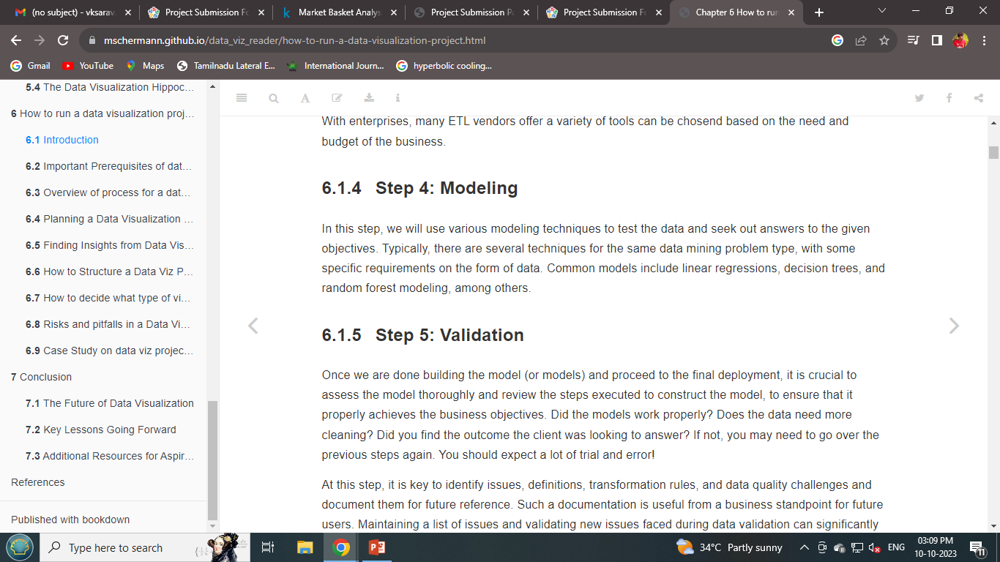 (no subject) - vksarav
Project Submission Fo
Market Basket Analys
Project Submission Pa
Project Submission Fo
Chapter 6 How to run
mschermann.github.io/data_viz_reader/how-to-run-a-data-visualization-project.html
Gmail
YouTube
Maps
Tamilnadu Lateral E...
International Journ...
hyperbolic cooling...
5.4 The Data Visualization Hippoc...
6 How to run a data visualization proj...
6.1 Introduction
6.2 Important Prerequisites of dat...
6.3 Overview of process for a dat...
6.4 Planning a Data Visualization ...
6.5 Finding Insights from Data Vis...
6.6 How to Structure a Data Viz P...
6.7 How to decide what type of vi...
6.8 Risks and pitfalls in a Data Vi...
6.9 Case Study on data viz projec...
7 Conclusion
7.1 The Future of Data Visualization
7.2 Key Lessons Going Forward
7.3 Additional Resources for Aspir...
References
Published with bookdown
With enterprises, many ETL vendors offer a variety of tools can be chosend based on the need and
budget of the business.
6.1.4 Step 4: Modeling
In this step, we will use various modeling techniques to test the data and seek out answers to the given
objectives. Typically, there are several techniques for the same data mining problem type, with some
specific requirements on the form of data. Common models include linear regressions, decision trees, and
random forest modeling, among others.
6.1.5 Step 5: Validation
Once we are done building the model (or models) and proceed to the final deployment, it is crucial to
assess the model thoroughly and review the steps executed to construct the model, to ensure that it
properly achieves the business objectives. Did the models work properly? Does the data need more
cleaning? Did you find the outcome the client was looking to answer? If not, you may need to go over the
previous steps again. You should expect a lot of trial and error!
At this step, it is key to identify issues, definitions, transformation rules, and data quality challenges and
document them for future reference. Such a documentation is useful from a business standpoint for future
users. Maintaining a list of issues and validating new issues faced during data validation can significantly
Type here to search
34°C Partly sunny
ENG
03:09 PM
10-10-2023
11